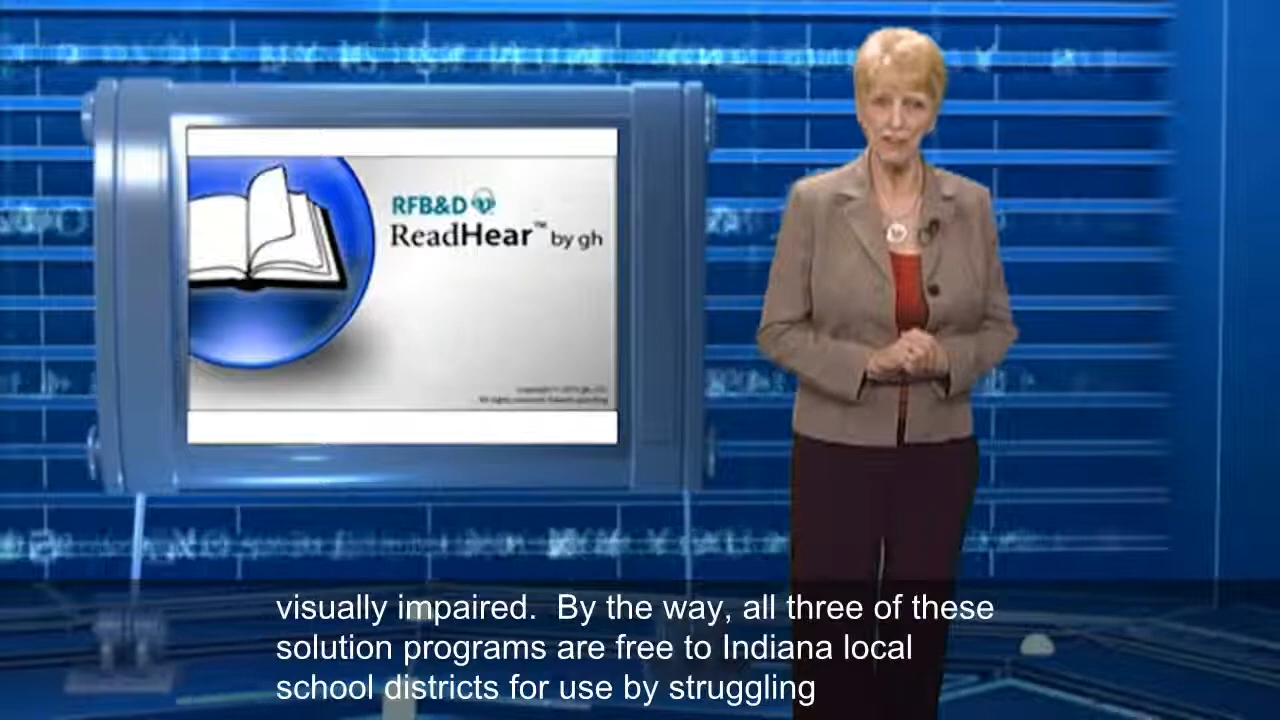 RFB&D
ReadHear™ by gh
visually impaired. By the way, all three of these
solution programs are free to Indiana local
school districts for use by struggling